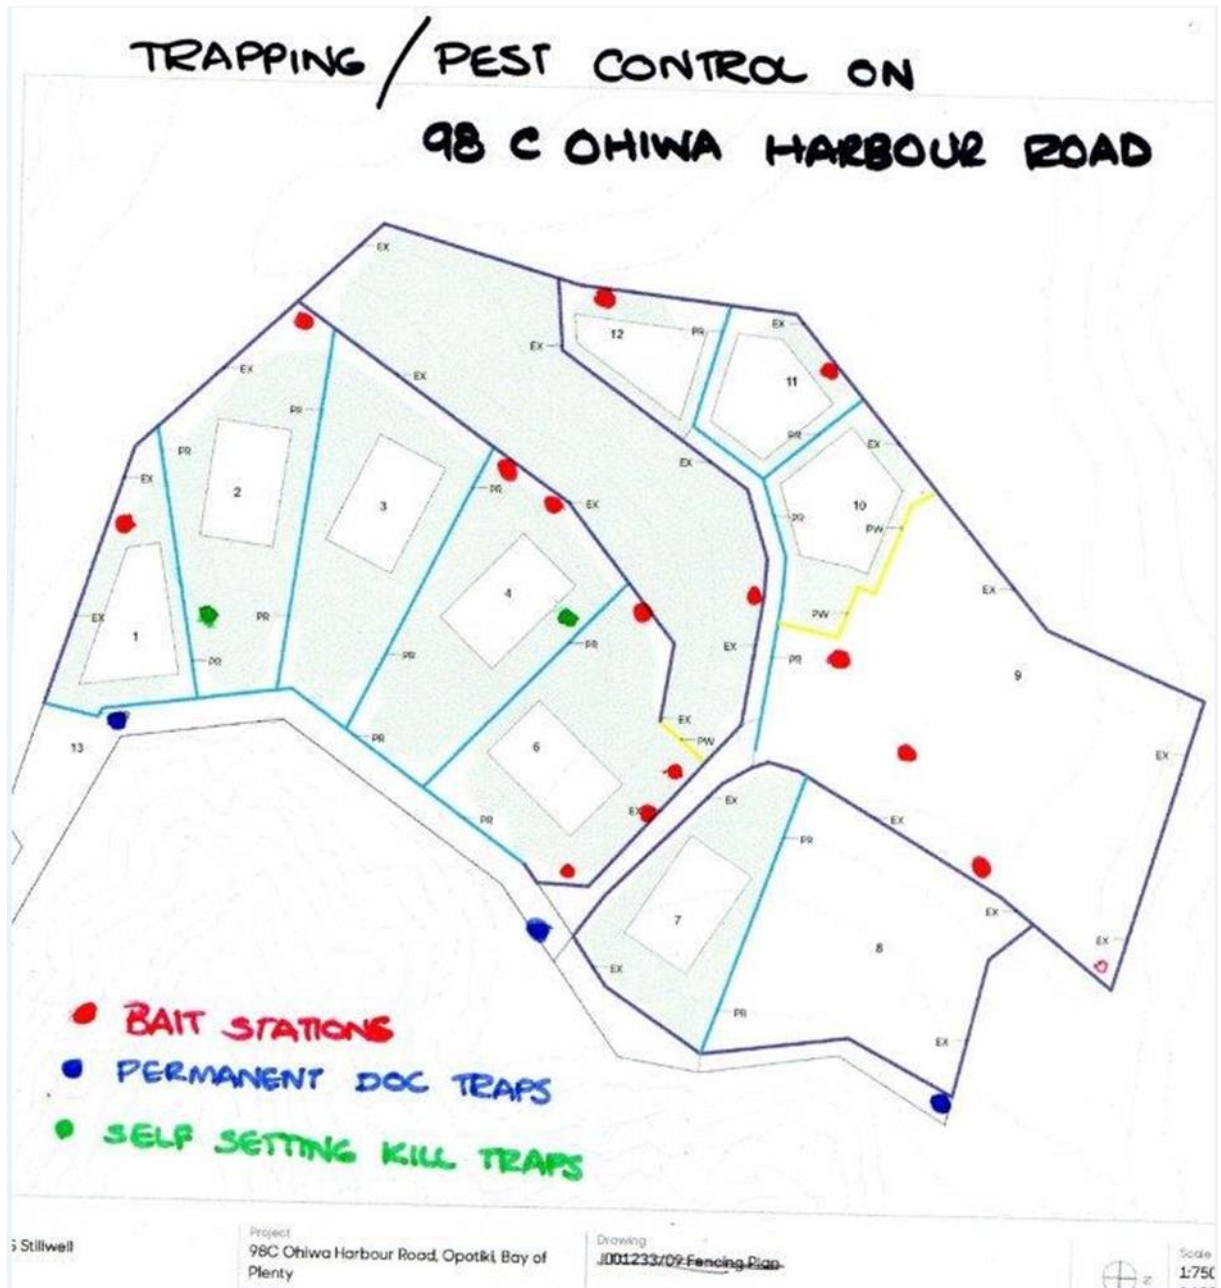 TRAPPING / PEST CONTROL ON
98 C OHIWA HARBOUR ROAD
EX
EX
12
PR
EX
EX
EX
EX
11
PR
PR
EX
PR
EX
EX
EX
2
3
PR
EX
10
PR
PW
EX
4
EX
PR
PW
1
PR
PR
EX
PR
PR
9
EX
13
PR
6
PW
EX
EX
EX
PR
EX
PR
7
EX
8
EX
EX
PR
EX
BAIT STATIONS
PERMANENT DOC TRAPS
SELF SETTING KILL TRAPS
Stillwell
Project
98C Ohiwa Harbour Road, Opotiki, Bay of
Plenty
Drawing
J001233/09 Fencing Plan
Scale